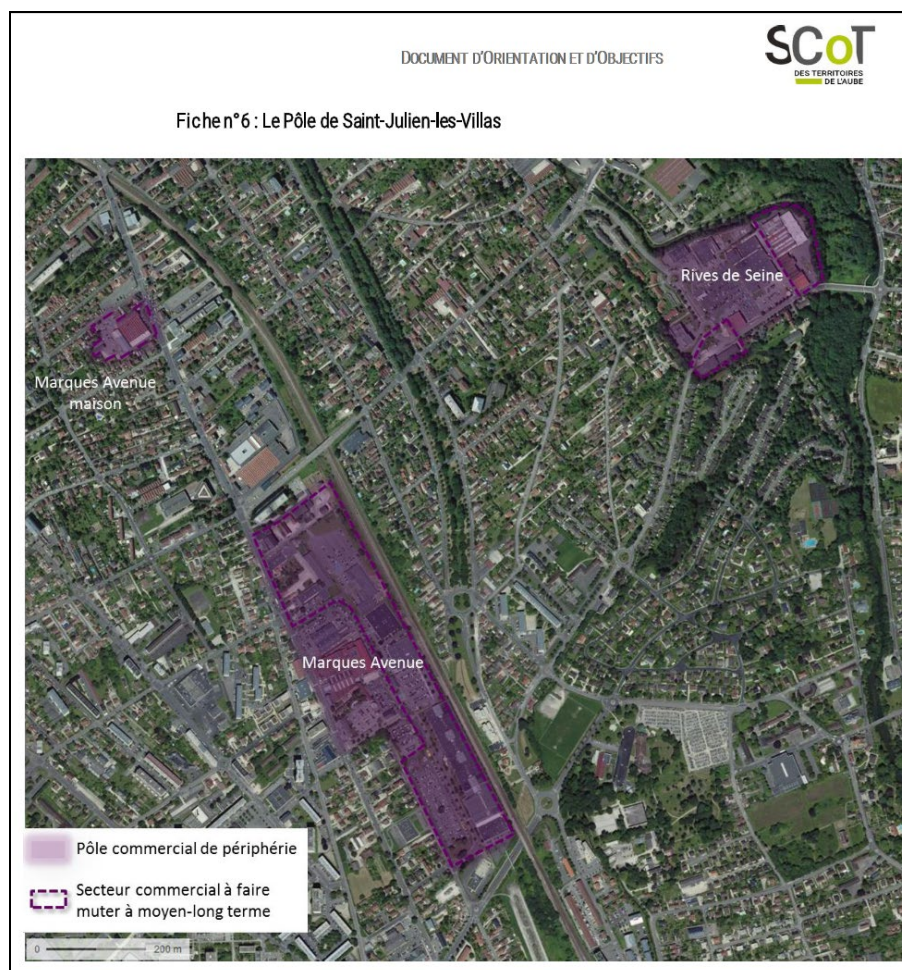 DOCUMENT D'ORIENTATION ET D'OBJECTIFS
SCoT
DES TERRITOIRES
DE L'AUBE
Fiche n°6 : Le Pôle de Saint-Julien-les-Villas
Rives de Seine
Marques Avenue
maison
Marques Avenue
Pôle commercial de périphérie
Secteur commercial à faire
muter à moyen-long terme
0 200 m